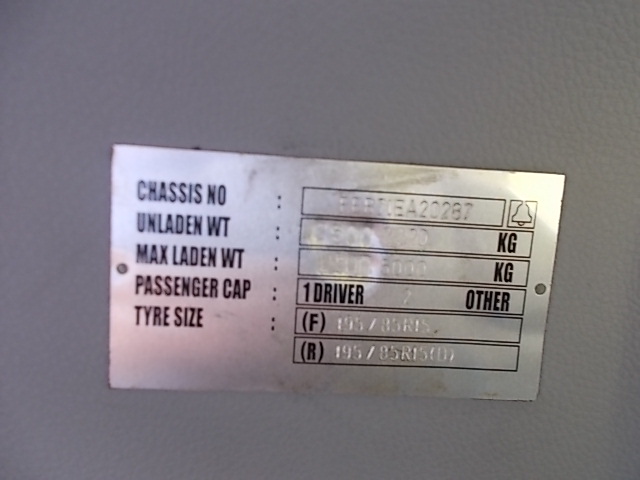 CHASSIS NO :
UNLADEN WT : KG
MAX LADEN WT : KG
PASSENGER CAP : 1 DRIVER 2 OTHER
TYRE SIZE : (F) 195/85R15
(R) 195/85R15(D)